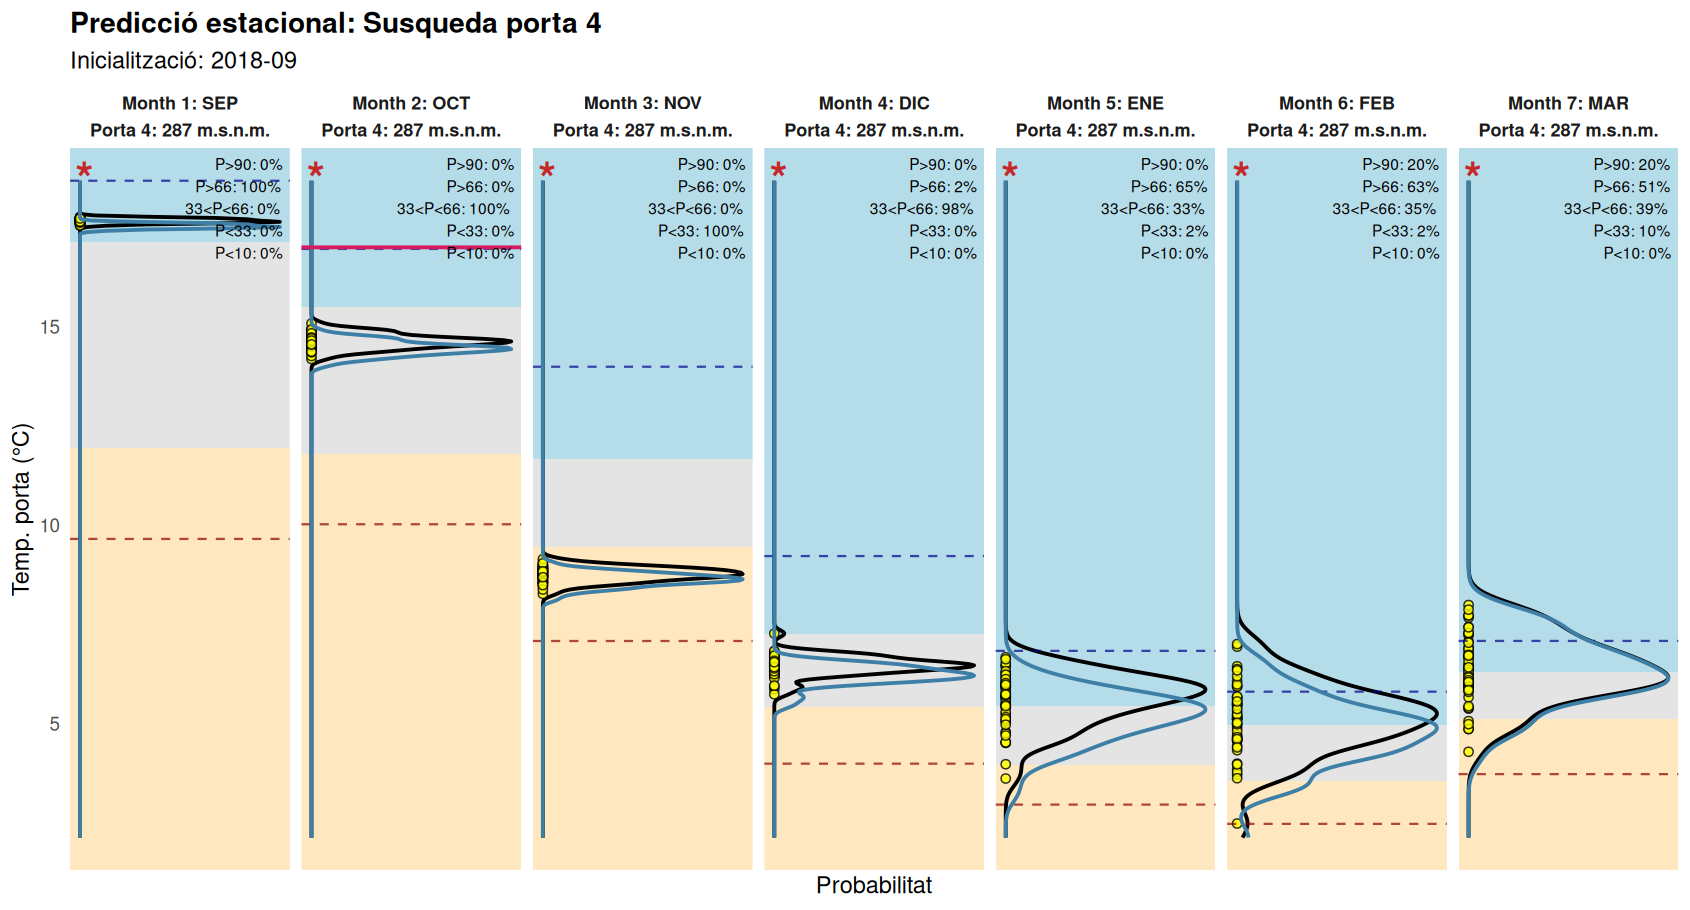 Predicció estacional: Susqueda porta 4
Inicialització: 2018-09
Month 1: SEP
Porta 4: 287 m.s.n.m.
*
P>90: 0%
P>66: 100%
33<P<66: 0%
P<33: 0%
P<10: 0%
Month 2: OCT
Porta 4: 287 m.s.n.m.
*
P>90: 0%
P>66: 0%
33<P<66: 100%
P<33: 0%
P<10: 0%
Month 3: NOV
Porta 4: 287 m.s.n.m.
*
P>90: 0%
P>66: 0%
33<P<66: 0%
P<33: 100%
P<10: 0%
Month 4: DIC
Porta 4: 287 m.s.n.m.
*
P>90: 0%
P>66: 2%
33<P<66: 98%
P<33: 0%
P<10: 0%
Month 5: ENE
Porta 4: 287 m.s.n.m.
*
P>90: 0%
P>66: 65%
33<P<66: 33%
P<33: 2%
P<10: 0%
Month 6: FEB
Porta 4: 287 m.s.n.m.
*
P>90: 20%
P>66: 63%
33<P<66: 35%
P<33: 2%
P<10: 0%
Month 7: MAR
Porta 4: 287 m.s.n.m.
*
P>90: 20%
P>66: 51%
33<P<66: 39%
P<33: 10%
P<10: 0%
15
10
5
Temp. porta (°C)
Probabilitat